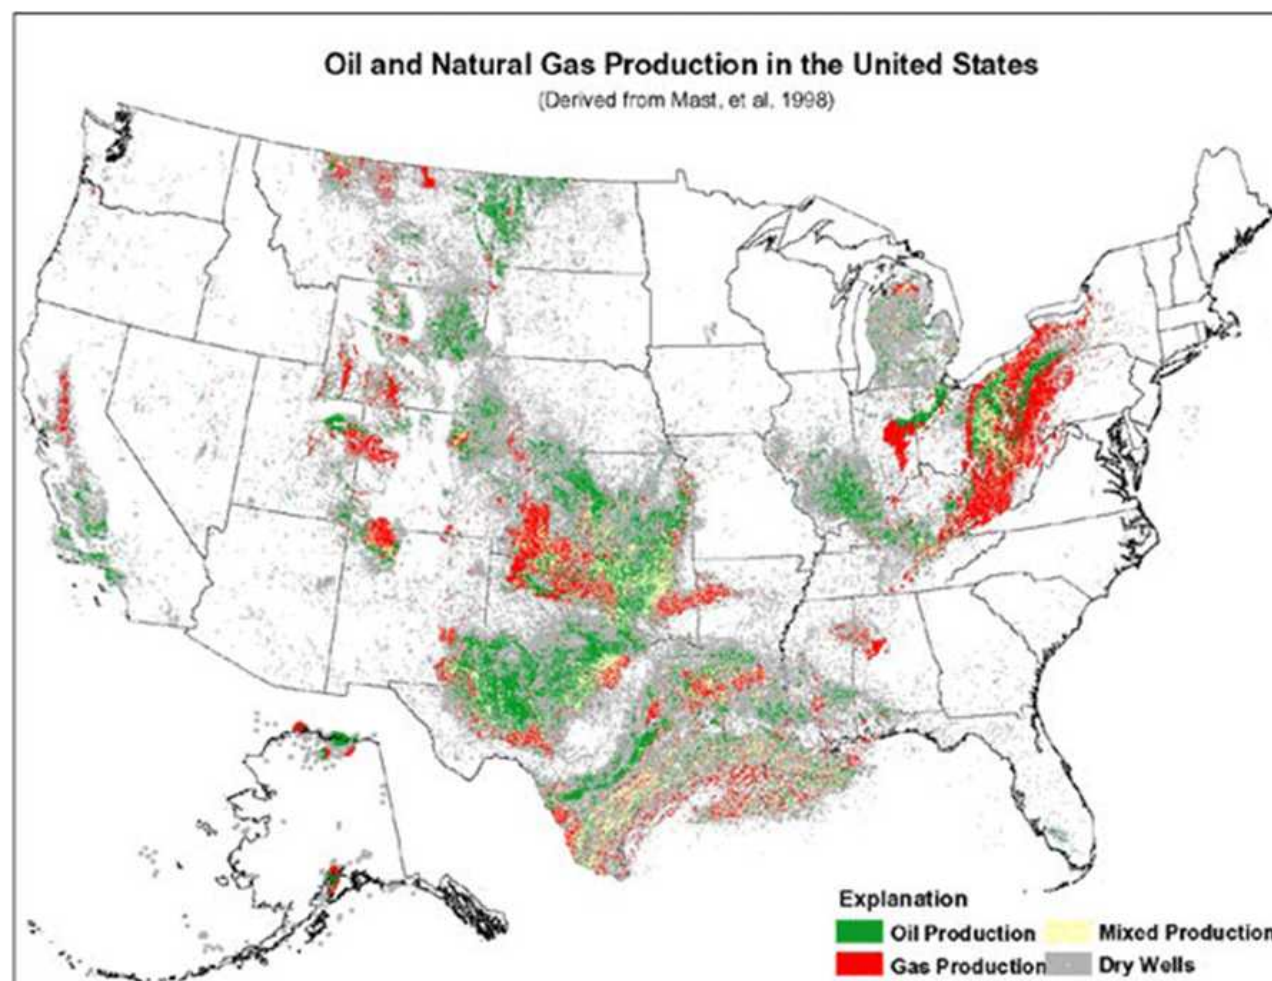 Oil and Natural Gas Production in the United States
(Derived from Mast, et al, 1998)
Explanation
Oil Production
Mixed Production
Gas Production
Dry Wells